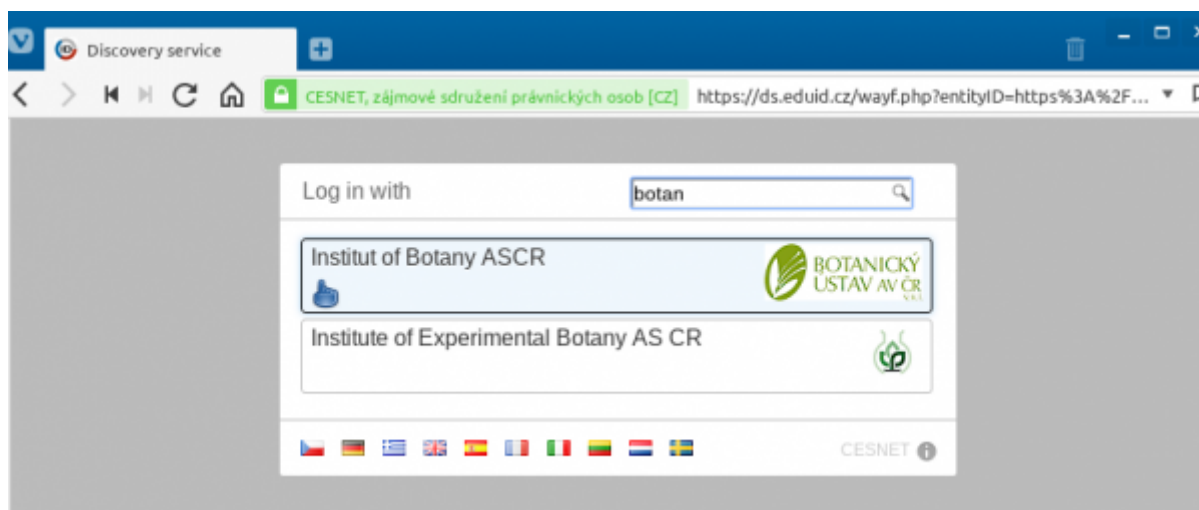 Discovery service
CESNET, zájmové sdružení právnických osob [CZ] https://ds.eduid.cz/wayf.php?entityID=https%3A%2F...
Log in with botan
Institut of Botany ASCR
BOTANICKÝ
ÚSTAV AV ČR
Institute of Experimental Botany AS CR
CESNET